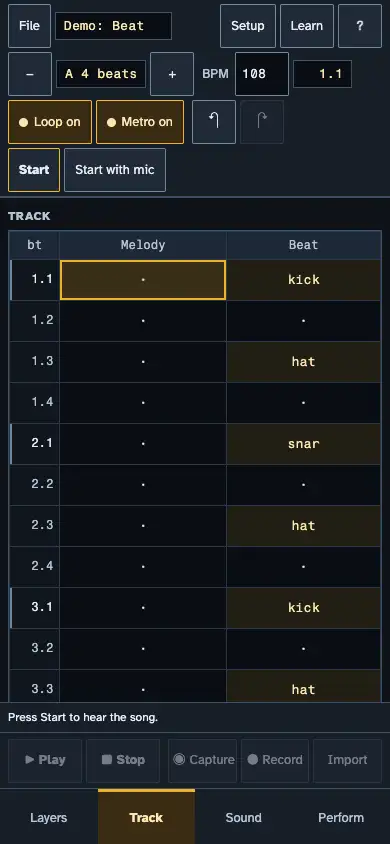 File Demo: Beat Setup Learn ?
− A 4 beats + BPM 108 1.1
Loop on Metro on
Start Start with mic
TRACK
bt Melody Beat
1.1 · kick
1.2 · ·
1.3 · hat
1.4 · ·
2.1 · snar
2.2 · ·
2.3 · hat
2.4 · ·
3.1 · kick
3.2 · ·
3.3 · hat
Press Start to hear the song.
Play Stop Capture Record Import
Layers Track Sound Perform